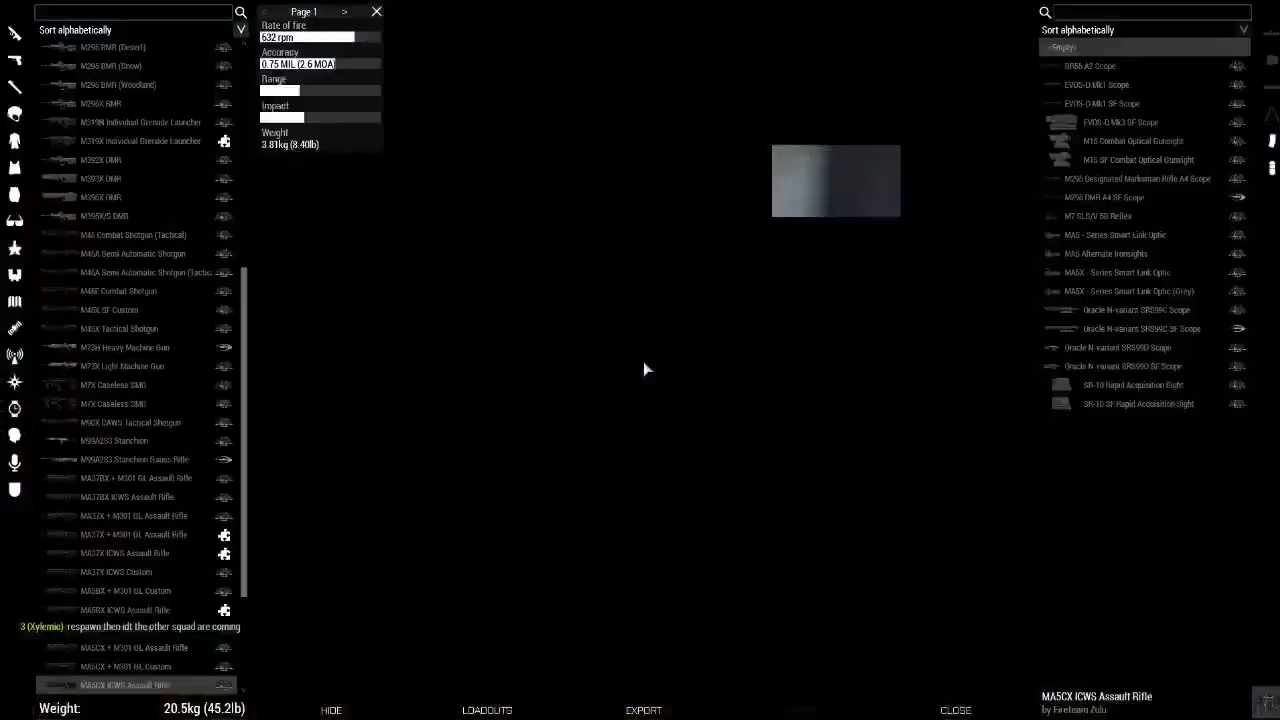 Sort alphabetically
M295 BMR (Desert)
M295 BMR (Snow)
M295 BMR (Woodland)
M295X BMR
M319N Individual Grenade Launcher
M319X Individual Grenade Launcher
M392X DMR
M393X DMR
M395X DMR
M395X/S DMR
M45 Combat Shotgun (Tactical)
M45A Semi Automatic Shotgun
M45A Semi Automatic Shotgun (Tactic
M45E Combat Shotgun
M45X SF Custom
M45X Tactical Shotgun
M73H Heavy Machine Gun
M73X Light Machine Gun
M7X Caseless SMG
M7X Caseless SMG
M90X DAWS Tactical Shotgun
M99A2S3 Stanchion
M99A2S3 Stanchion Gauss Rifle
MA37BX + M301 GL Assault Rifle
MA37BX ICWS Assault Rifle
MA37X + M301 GL Assault Rifle
MA37X + M301 GL Assault Rifle
MA37X ICWS Assault Rifle
MA37X ICWS Custom
MA5BX + M301 GL Custom
MA5BX ICWS Assault Rifle
3 (Xylemic) respawn then idt the other squad are coming
MA5CX + M301 GL Assault Rifle
MA5CX + M301 GL Custom
MA5CX ICWS Assault Rifle
Weight: 20.5kg (45.2lb)
Page 1 >
Rate of fire
632 rpm
Accuracy
0.75 MIL (2.6 MOA)
Range
Impact
Weight
3.81kg (8.40lb)
HIDE
LOADOUTS
EXPORT
CLOSE
Sort alphabetically
<Empty>
BR55 A2 Scope
EVOS-D Mk1 Scope
EVOS-D Mk1 SF Scope
EVOS-D Mk3 SF Scope
M15 Combat Optical Gunsight
M15 SF Combat Optical Gunsight
M295 Designated Marksman Rifle A4 Scope
M295 DMR A4 SF Scope
M7 SLS/V 5B Reflex
MA5 - Series Smart Link Optic
MA5 Alternate Ironsights
MA5X - Series Smart Link Optic
MA5X - Series Smart Link Optic (Grey)
Oracle N-variant SRS99C Scope
Oracle N-variant SRS99C SF Scope
Oracle N-variant SRS99D Scope
Oracle N-variant SRS99D SF Scope
SR-10 Rapid Acquisition Sight
SR-10 SF Rapid Acquisition Sight
MA5CX ICWS Assault Rifle
by Fireteam Zulu